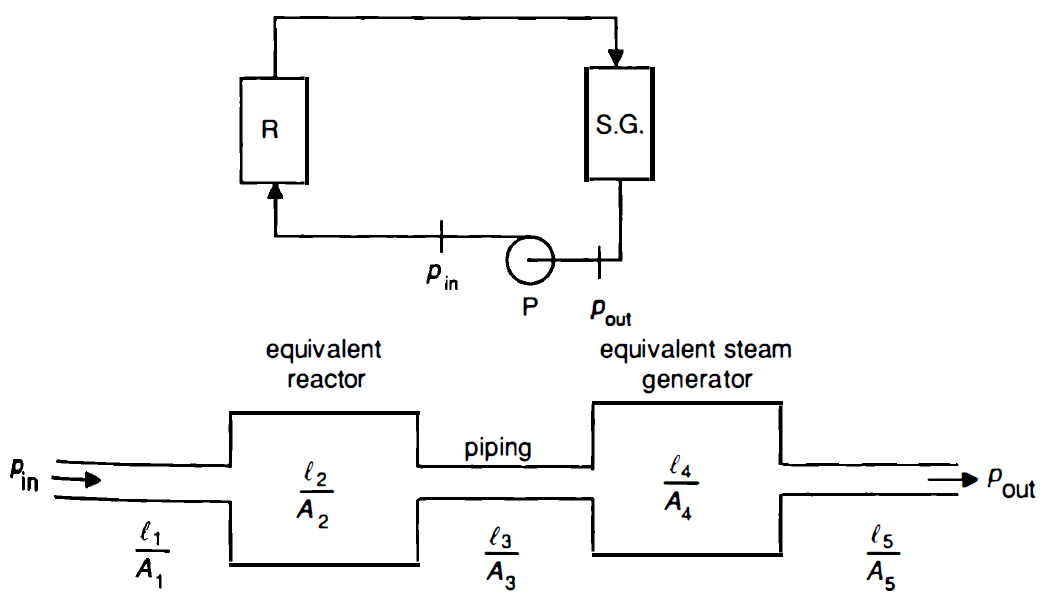 R
S.G.
p_in
P
p_out
equivalent
reactor
equivalent steam
generator
piping
p_in
ℓ_2
A_2
ℓ_4
A_4
p_out
ℓ_1
A_1
ℓ_3
A_3
ℓ_5
A_5